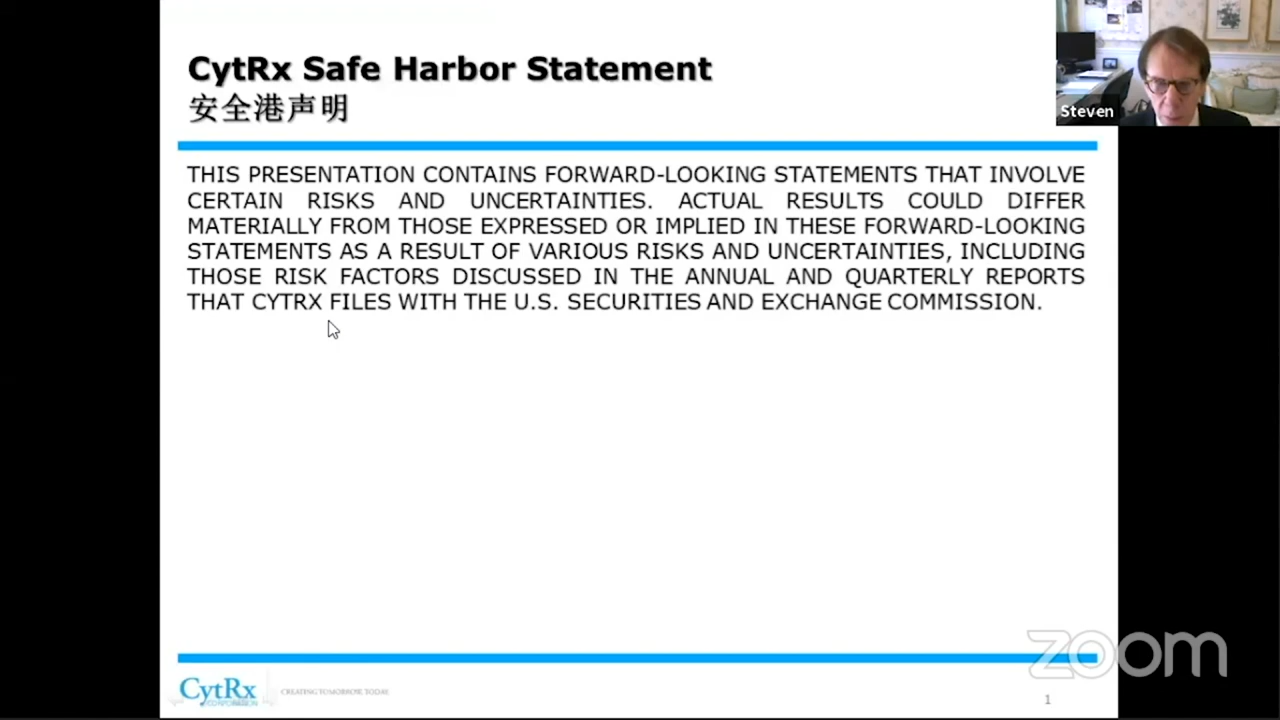 CytRx Safe Harbor Statement
安全港声明
Steven
THIS PRESENTATION CONTAINS FORWARD-LOOKING STATEMENTS THAT INVOLVE
CERTAIN RISKS AND UNCERTAINTIES. ACTUAL RESULTS COULD DIFFER
MATERIALLY FROM THOSE EXPRESSED OR IMPLIED IN THESE FORWARD-LOOKING
STATEMENTS AS A RESULT OF VARIOUS RISKS AND UNCERTAINTIES, INCLUDING
THOSE RISK FACTORS DISCUSSED IN THE ANNUAL AND QUARTERLY REPORTS
THAT CYTRX FILES WITH THE U.S. SECURITIES AND EXCHANGE COMMISSION.
zoom
CytRx
CORPORATION
CREATING TOMORROW, TODAY
1